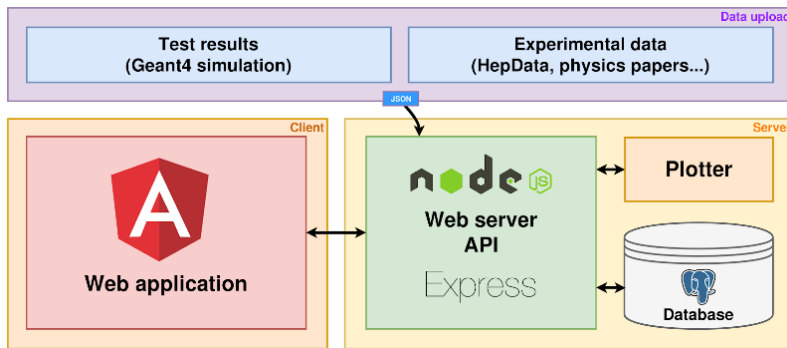 Data upload
Test results
(Geant4 simulation)
Experimental data
(HepData, physics papers...)
JSON
Client
Server
Web application
node
JS
Web server
API
Express
Plotter
Database